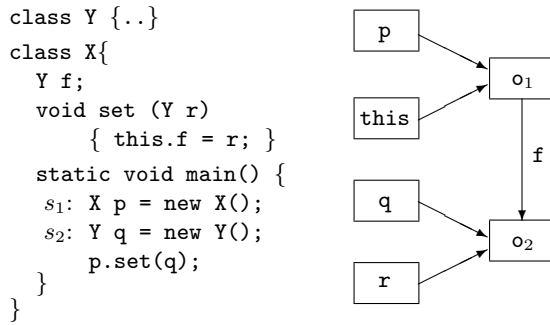 class Y {..}
class X{
Y f;
void set (Y r)
{ this.f = r; }
static void main() {
s1: X p = new X();
s2: Y q = new Y();
p.set(q);
}
}
p
o1
this
f
q
o2
r